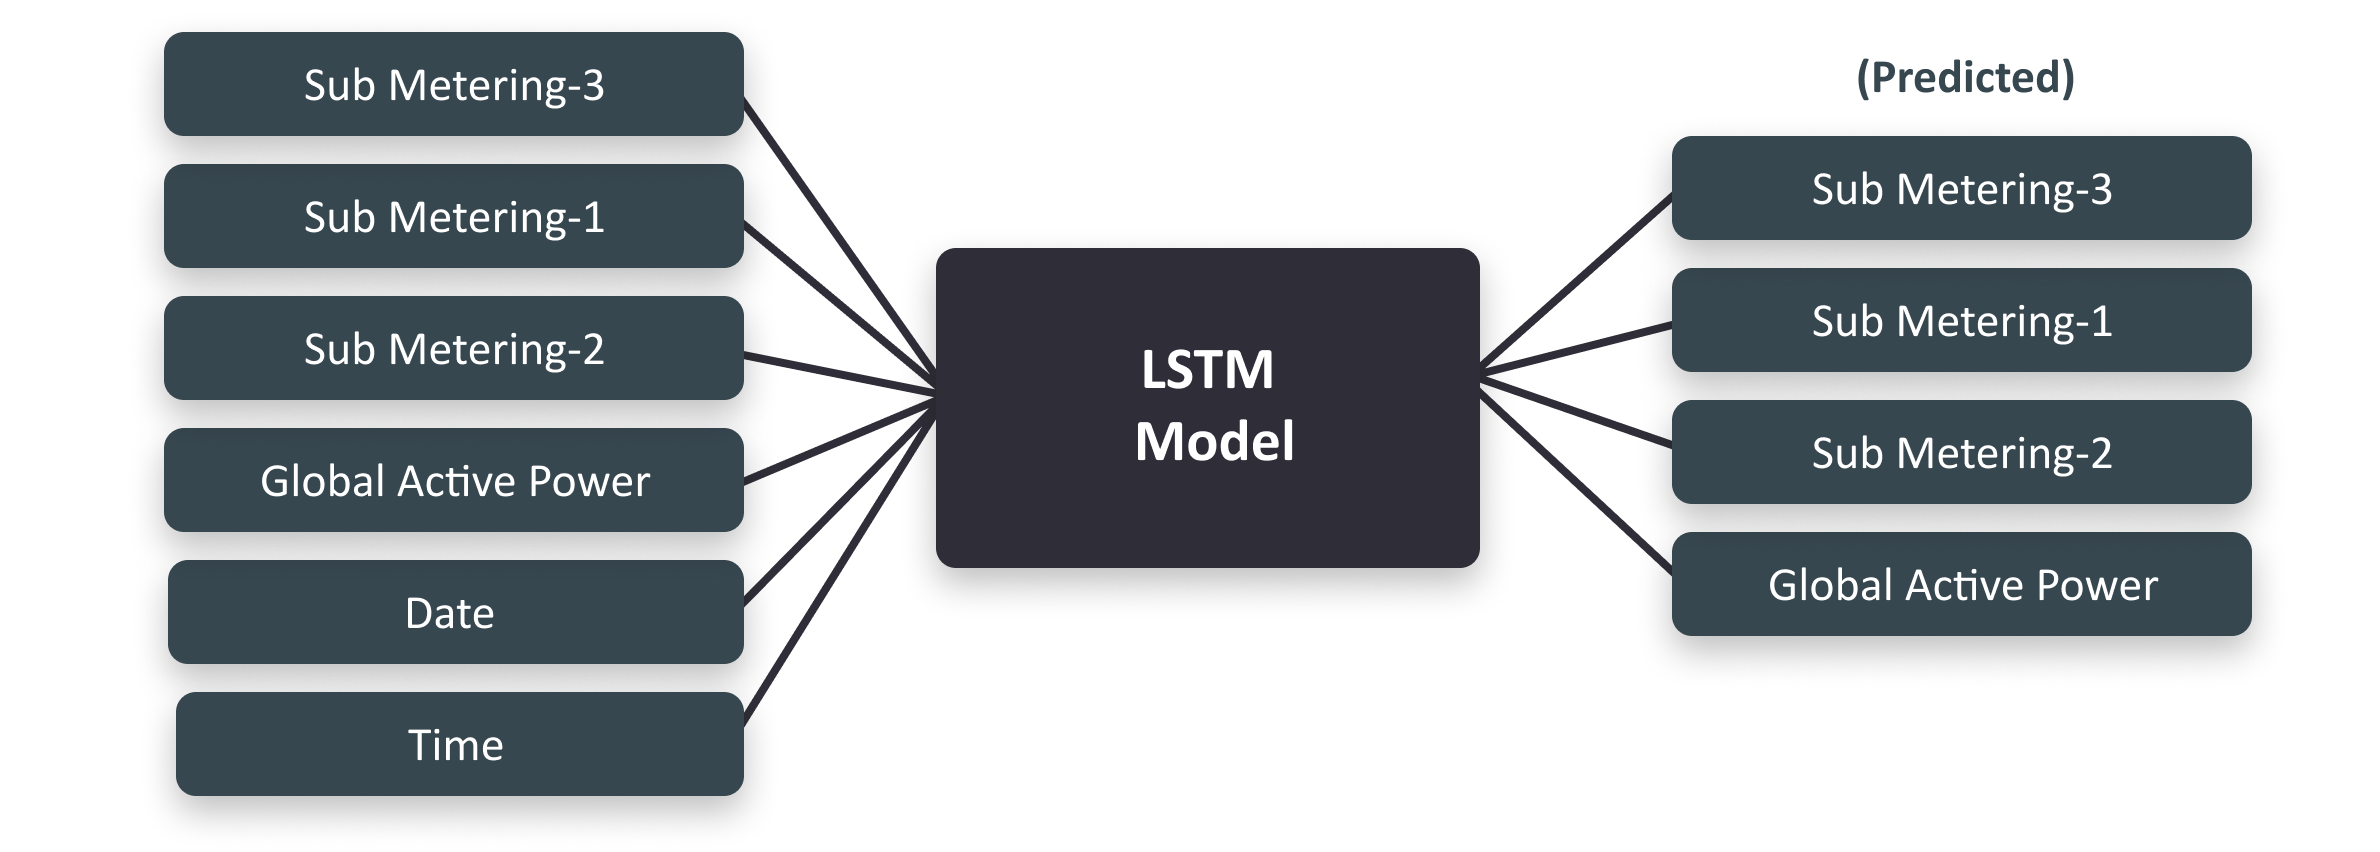 Sub Metering-3
Sub Metering-1
Sub Metering-2
Global Active Power
Date
Time
LSTM
Model
(Predicted)
Sub Metering-3
Sub Metering-1
Sub Metering-2
Global Active Power